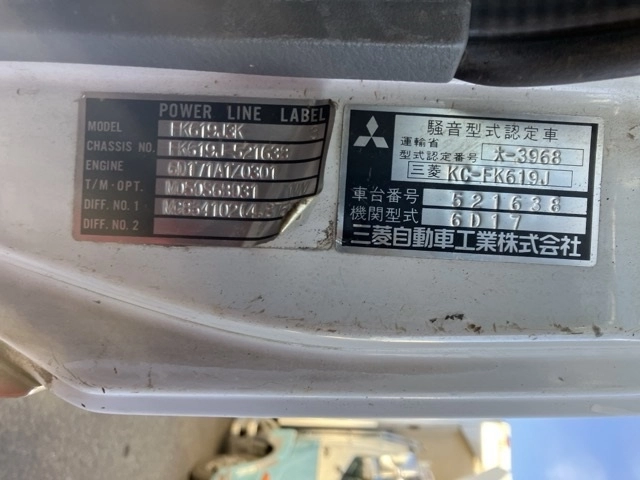 POWER LINE LABEL
MODEL FK619J3K
CHASSIS NO. FK619J-521638
ENGINE 6D171A1Z0301
T/M-OPT.
DIFF. NO. 1
DIFF. NO. 2
騒音型式認定車
運輸省
型式認定番号 大-3968
三菱 KC-FK619J
車台番号 521638
機関型式 6D17
三菱自動車工業株式会社